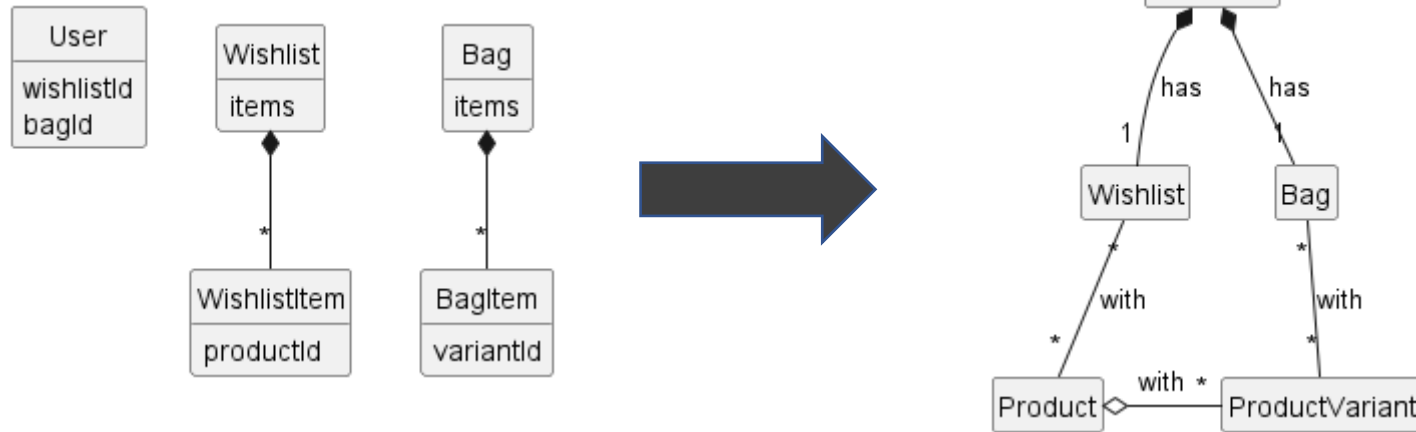 User
wishlistId
bagId
Wishlist
items
*
WishlistItem
productId
Bag
items
*
BagItem
variantId
has
has
1
1
Wishlist
Bag
*
*
with
with
*
*
with *
Product
ProductVariant